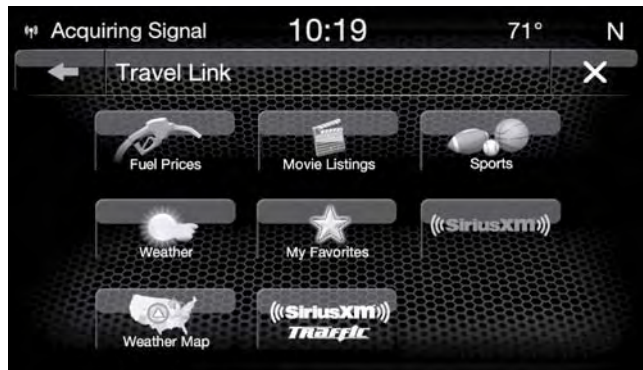 Acquiring Signal 10:19 71° N
Travel Link
Fuel Prices Movie Listings Sports
Weather My Favorites ((SiriusXM))
Weather Map ((SiriusXM))
Traffic